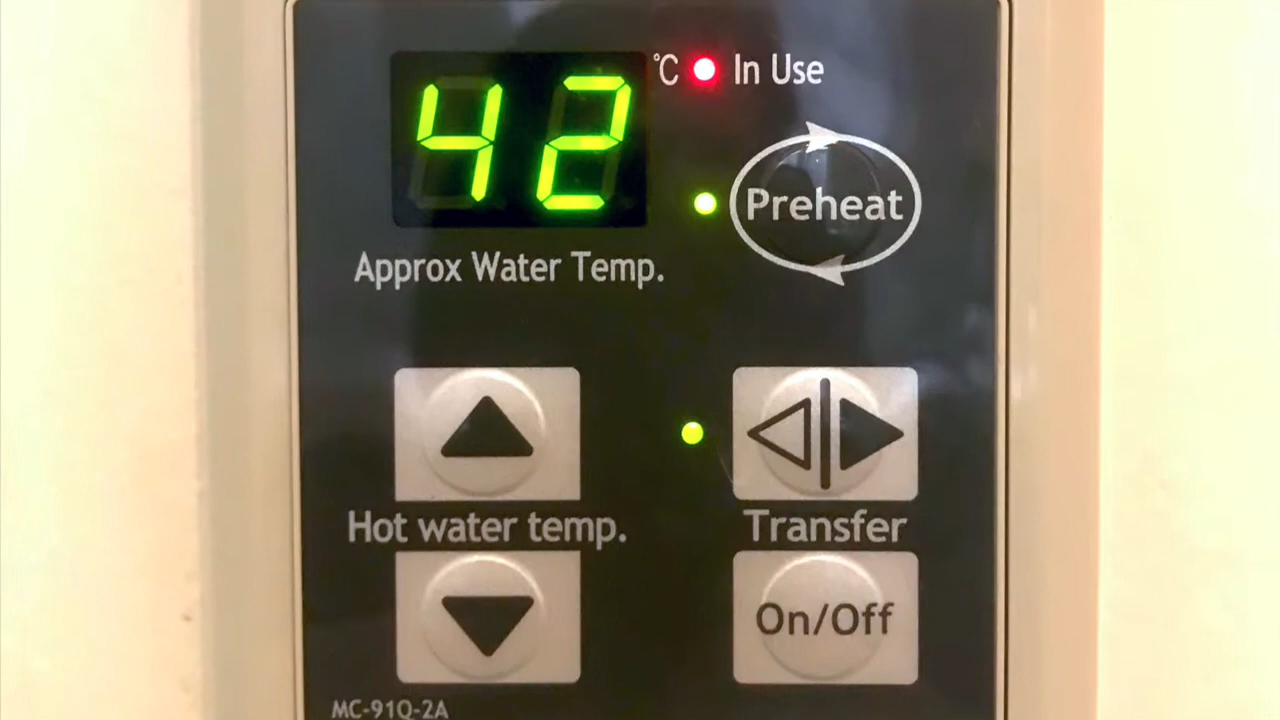 42 °C In Use
Preheat
Approx Water Temp.
Hot water temp.
Transfer
On/Off
MC-91Q-2A